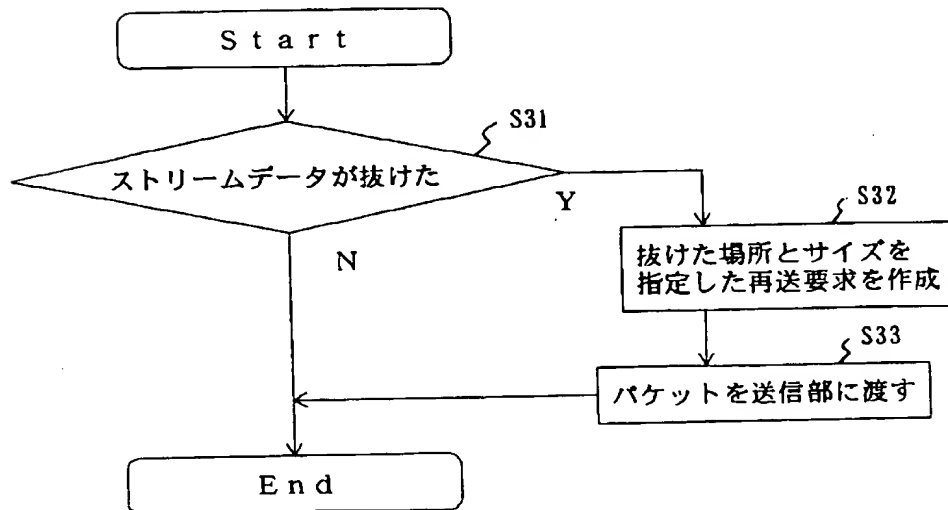 Start
S31
ストリームデータが抜けた
Y
N
S32
抜けた場所とサイズを
指定した再送要求を作成
S33
パケットを送信部に渡す
End